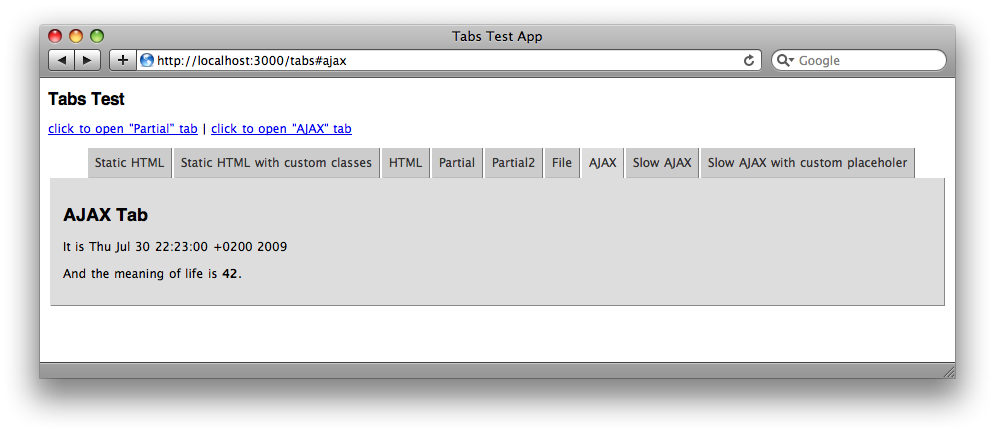 Tabs Test App
http://localhost:3000/tabs#ajax
Google
Tabs Test
click to open "Partial" tab | click to open "AJAX" tab
Static HTML Static HTML with custom classes HTML Partial Partial2 File AJAX Slow AJAX Slow AJAX with custom placeholer
AJAX Tab
It is Thu Jul 30 22:23:00 +0200 2009
And the meaning of life is 42.